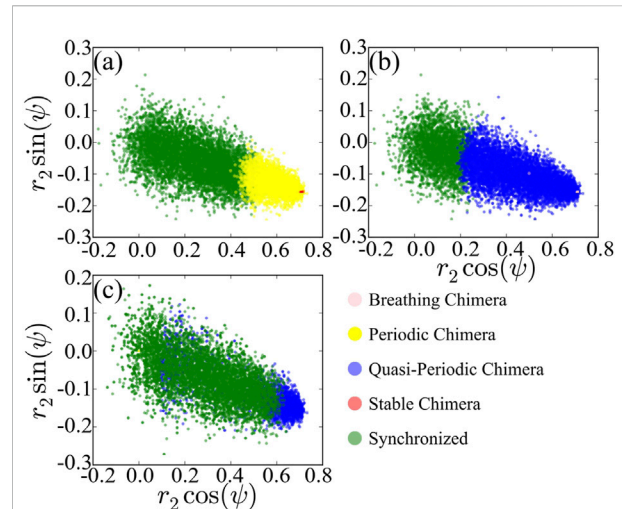 (a)
0.3
0.2
0.1
0.0
-0.1
-0.2
-0.3
r₂ sin(ψ)
-0.2 0.0 0.2 0.4 0.6 0.8
(b)
0.3
0.2
0.1
0.0
-0.1
-0.2
-0.3
-0.2 0.0 0.2 0.4 0.6 0.8
r₂ cos(ψ)
(c)
0.2
0.1
0.0
-0.1
-0.2
-0.3
r₂ sin(ψ)
-0.2 0.0 0.2 0.4 0.6 0.8
r₂ cos(ψ)
Breathing Chimera
Periodic Chimera
Quasi-Periodic Chimera
Stable Chimera
Synchronized